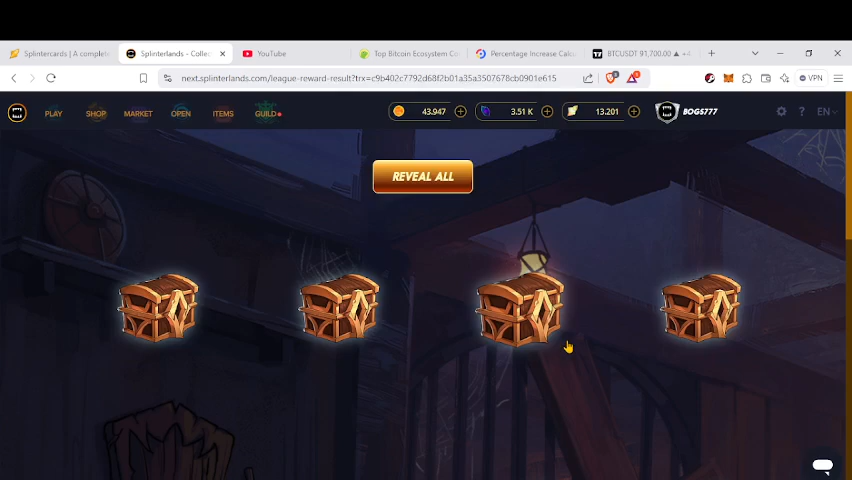 Splintercards | A complete
Splinterlands - Collec
YouTube
Top Bitcoin Ecosystem Co
Percentage Increase Calcu
BTCUSDT 91,700.00 ▲ +4
next.splinterlands.com/league-reward-result?trx=c9b402c7792d68f2b01a35a3507678cb0901e615
VPN
PLAY
SHOP
MARKET
OPEN
ITEMS
GUILD
43.947
3.51 K
13.201
BOGS777
EN
REVEAL ALL